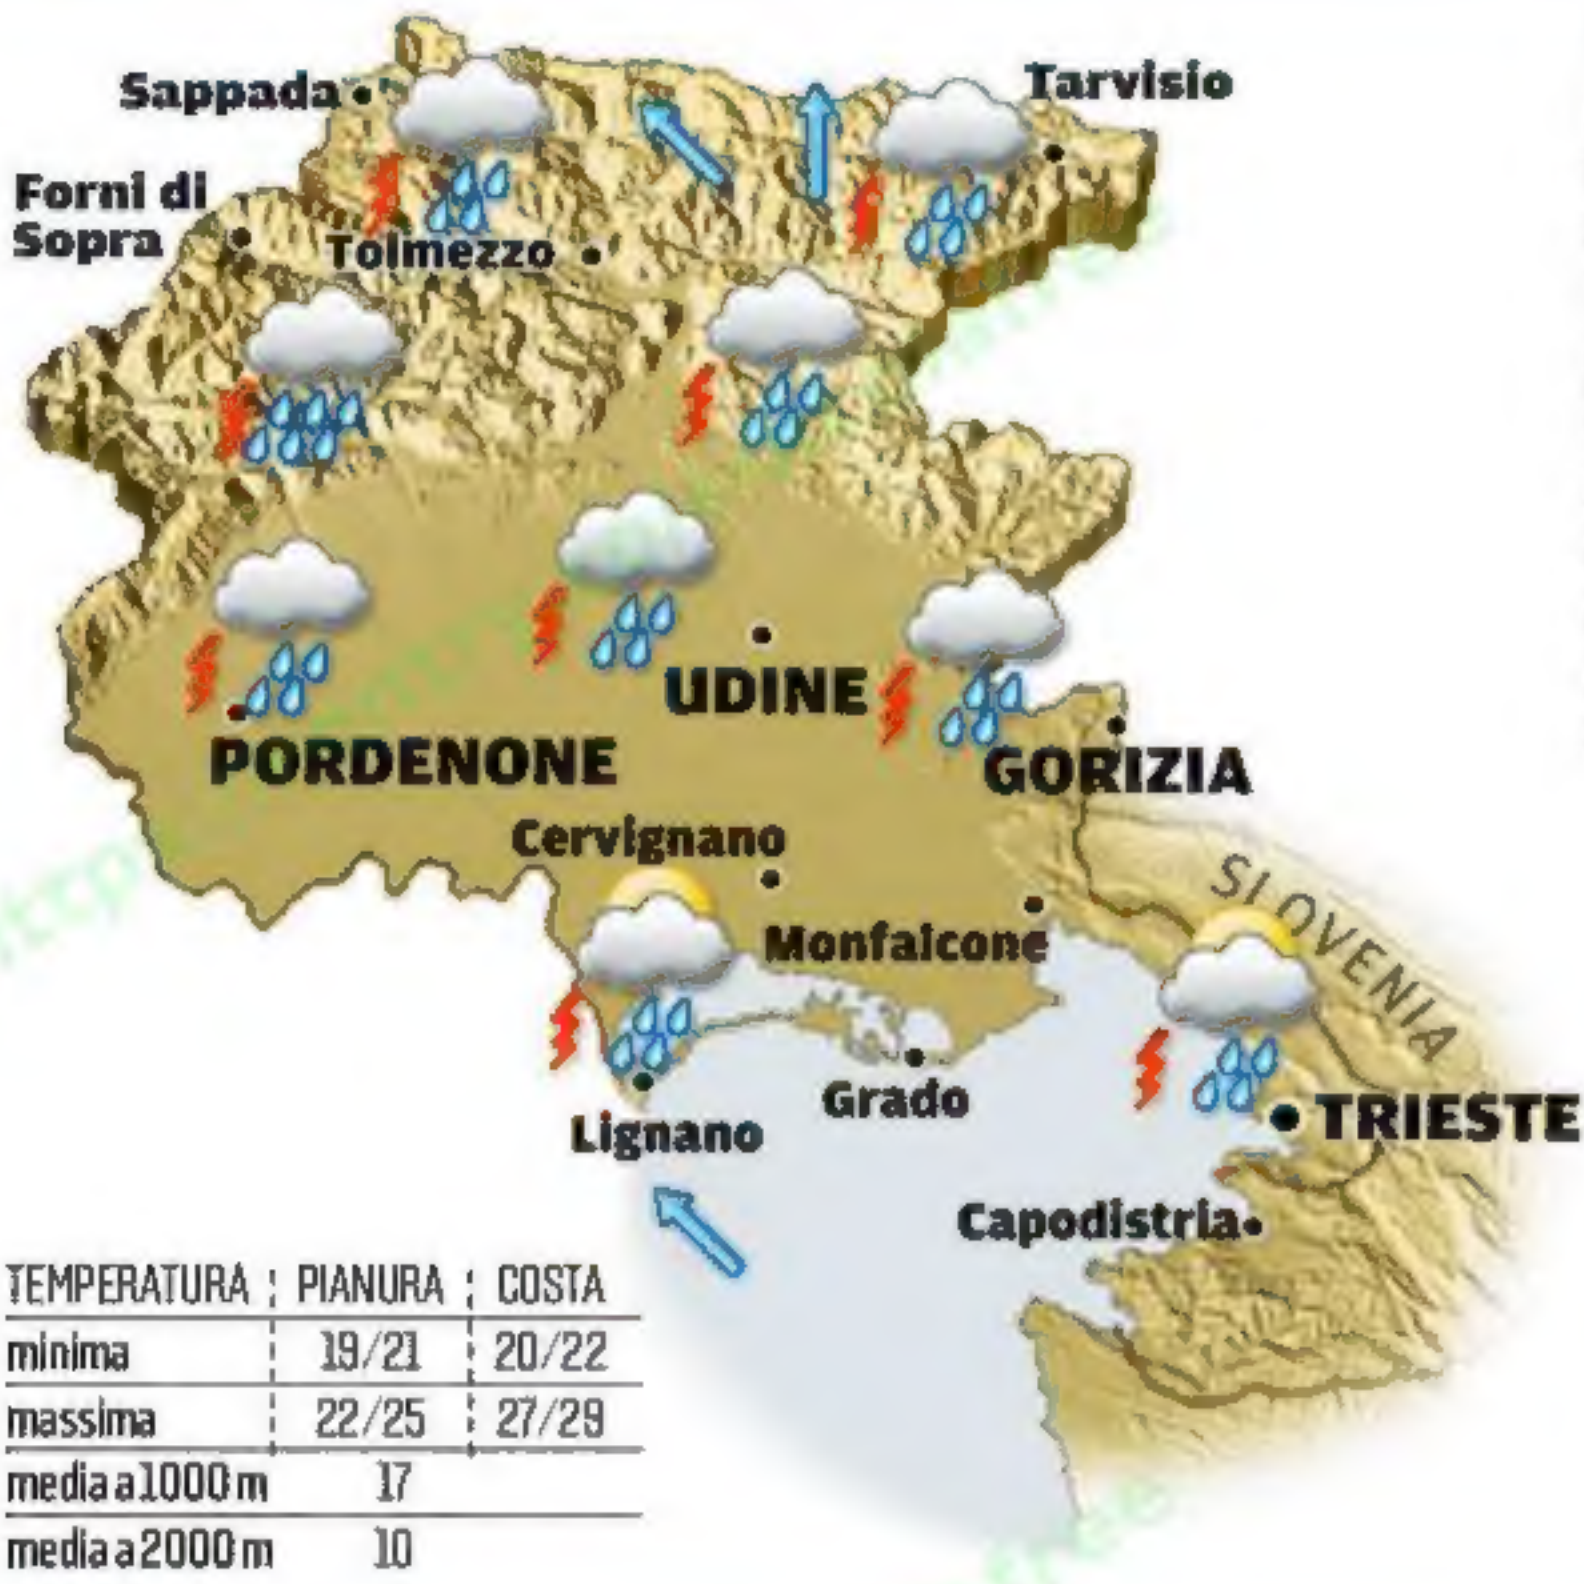 Sappada
Tarvisio
Forni di
Sopra
Tolmezzo
UDINE
PORDENONE
GORIZIA
Cervignano
SLOVENIA
Monfalcone
Grado
TRIESTE
Lignano
Capodistria
TEMPERATURA PIANURA COSTA
minima 19/21 20/22
massima 22/25 27/29
media a 1000 m 17
media a 2000 m 10